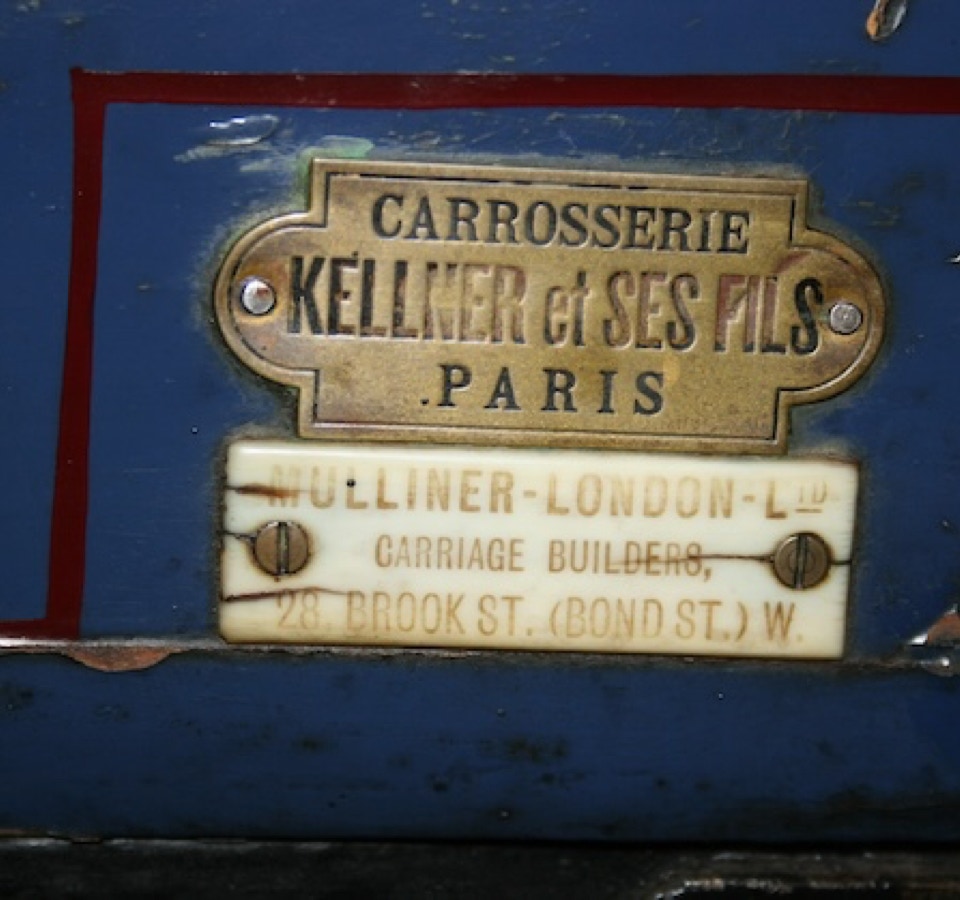 CARROSSERIE
KELLNER et SES FILS
PARIS
MULLINER-LONDON-LTD
CARRIAGE BUILDERS,
28. BROOK ST. (BOND ST.) W.